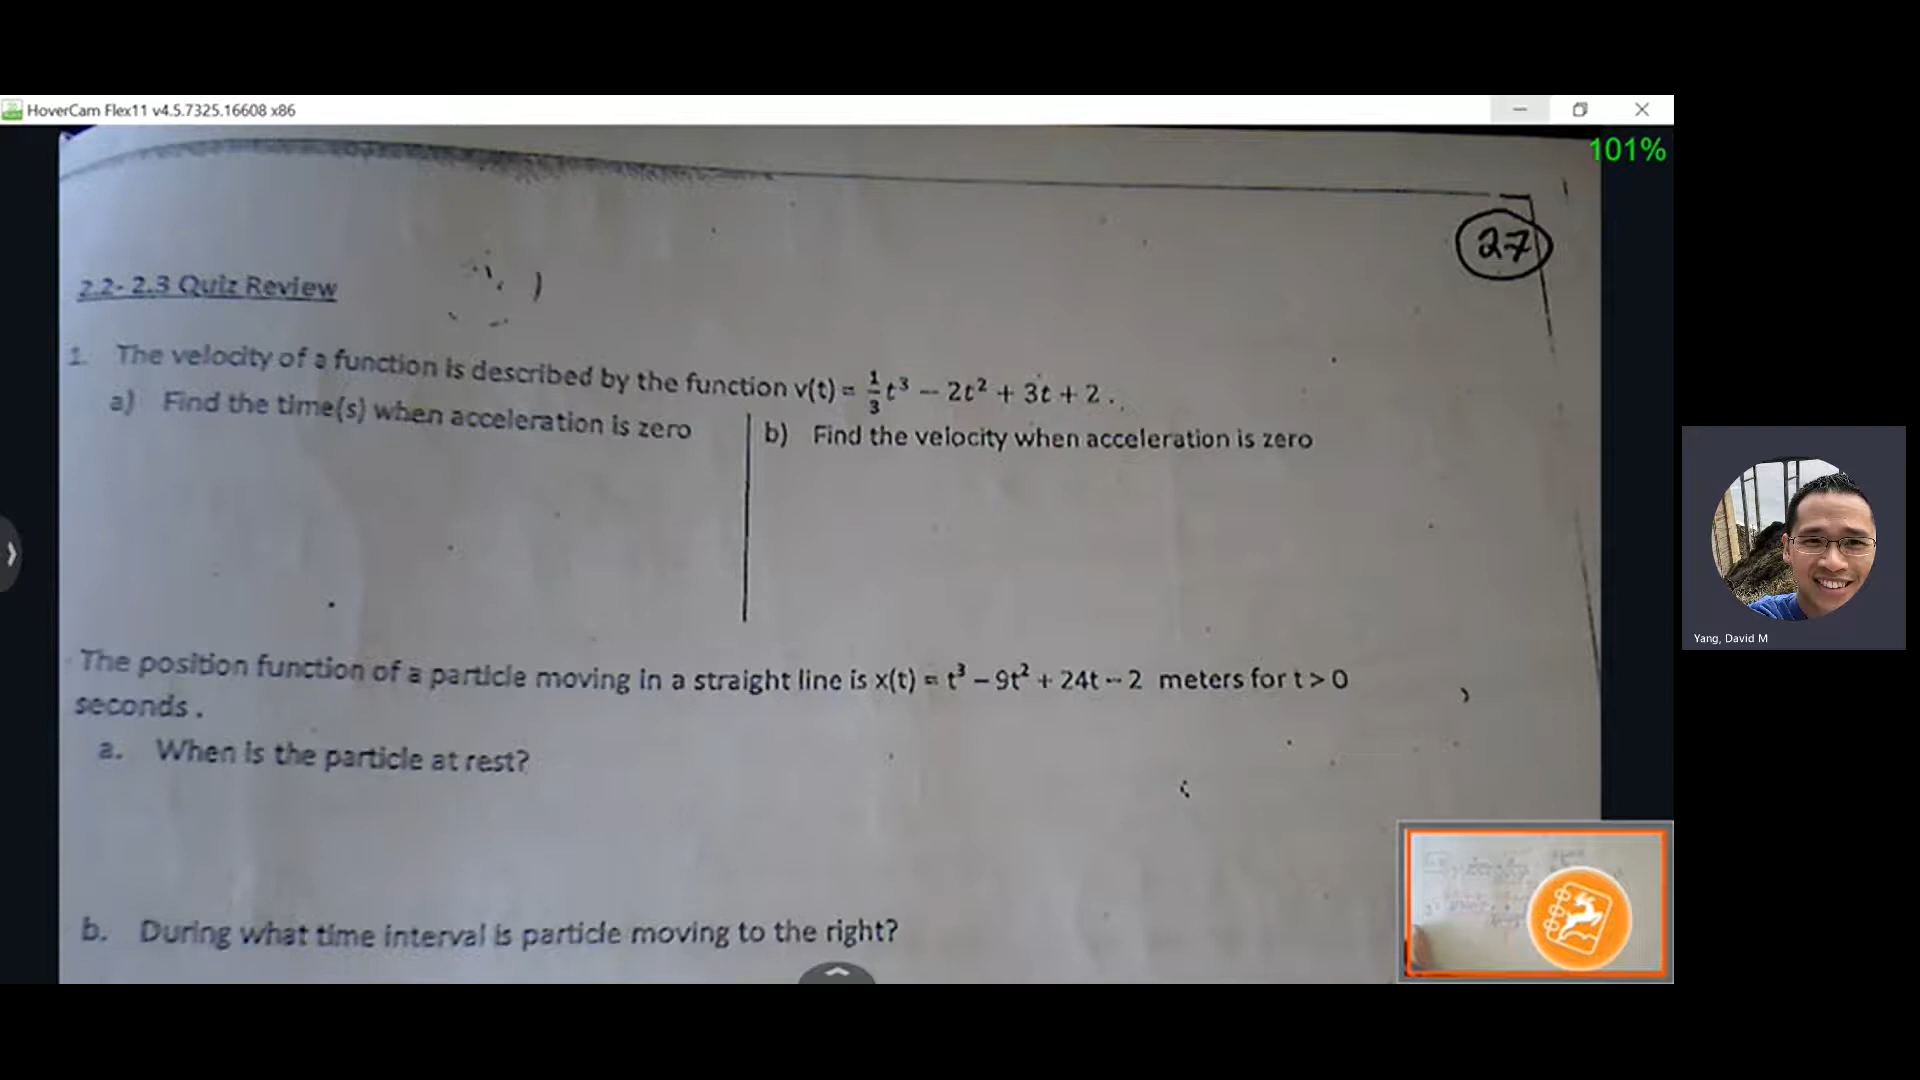 HoverCam Flex11 v4.5.7325.16608 x86
101%
27
2.2- 2.3 Quiz Review
1. The velocity of a function is described by the function v(t) = 1/3 t³ − 2t² + 3t + 2 .
a) Find the time(s) when acceleration is zero
b) Find the velocity when acceleration is zero
The position function of a particle moving in a straight line is x(t) = t³ – 9t² + 24t – 2 meters for t > 0
seconds .
a. When is the particle at rest?
b. During what time interval is particle moving to the right?
Yang, David M